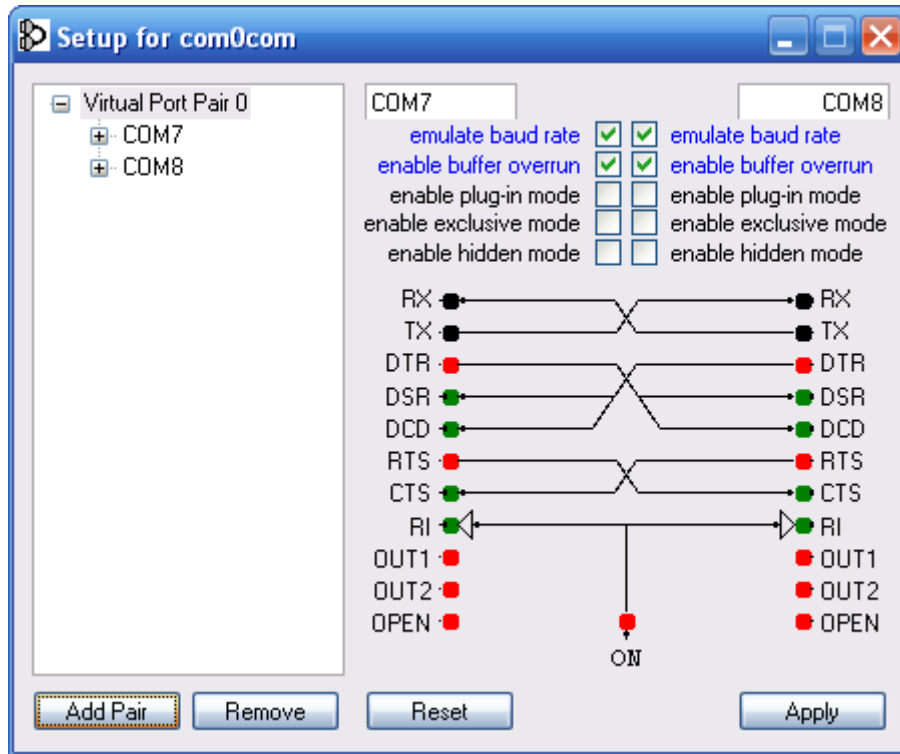 Setup for com0com
Virtual Port Pair 0
COM7
COM8
COM7 COM8
emulate baud rate emulate baud rate
enable buffer overrun enable buffer overrun
enable plug-in mode enable plug-in mode
enable exclusive mode enable exclusive mode
enable hidden mode enable hidden mode
RX RX
TX TX
DTR DTR
DSR DSR
DCD DCD
RTS RTS
CTS CTS
RI RI
OUT1 OUT1
OUT2 OUT2
OPEN OPEN
ON
Add Pair Remove Reset Apply